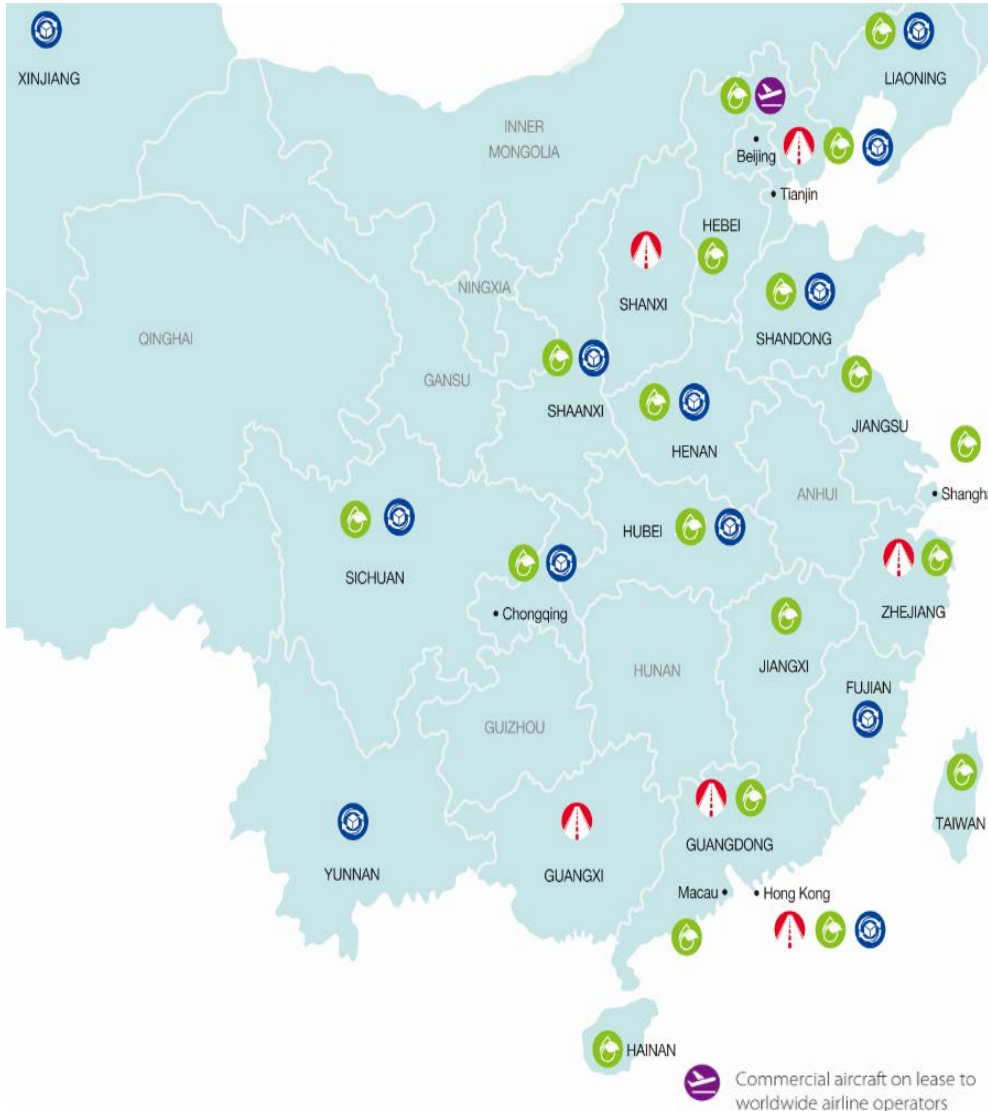 XINJIANG
LIAONING
INNER
MONGOLIA
Beijing
Tianjin
HEBEI
NINGXIA
SHANXI
QINGHAI
SHANDONG
GANSU
SHAANXI
JIANGSU
HENAN
ANHUI
Shangha
HUBEI
SICHUAN
Chongqing
ZHEJIANG
HUNAN
JIANGXI
FUJIAN
GUIZHOU
TAIWAN
GUANGDONG
YUNNAN
GUANGXI
Macau
Hong Kong
HAINAN
Commercial aircraft on lease to
worldwide airline operators